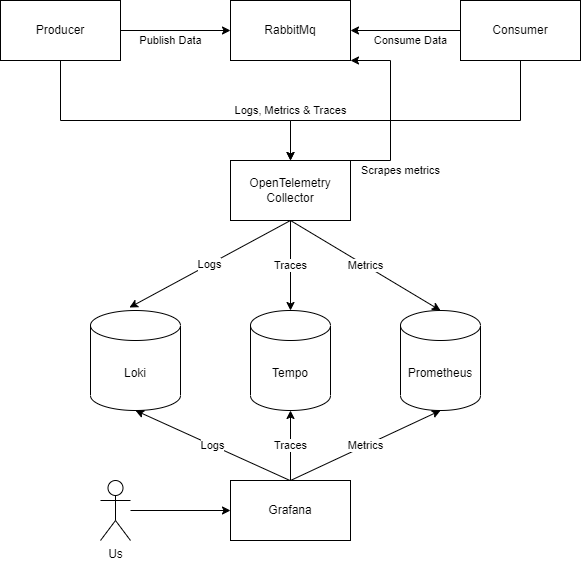 Producer
Publish Data
RabbitMq
Consume Data
Consumer
Logs, Metrics & Traces
Scrapes metrics
OpenTelemetry
Collector
Logs
Traces
Metrics
Loki
Tempo
Prometheus
Logs
Traces
Metrics
Grafana
Us